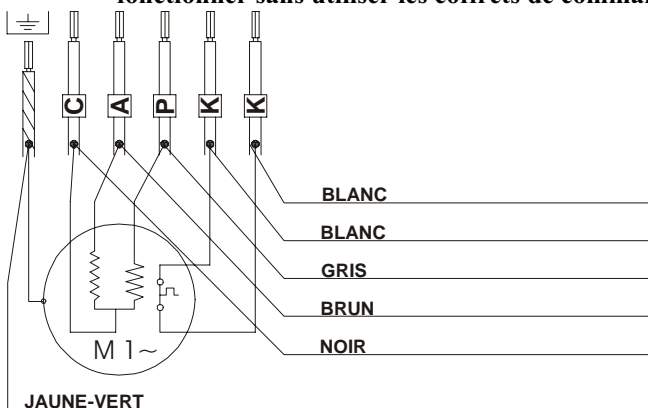 fonctionner sans utiliser les coffrets de comman
C A P K K
BLANC
BLANC
GRIS
BRUN
NOIR
M 1~
JAUNE-VERT